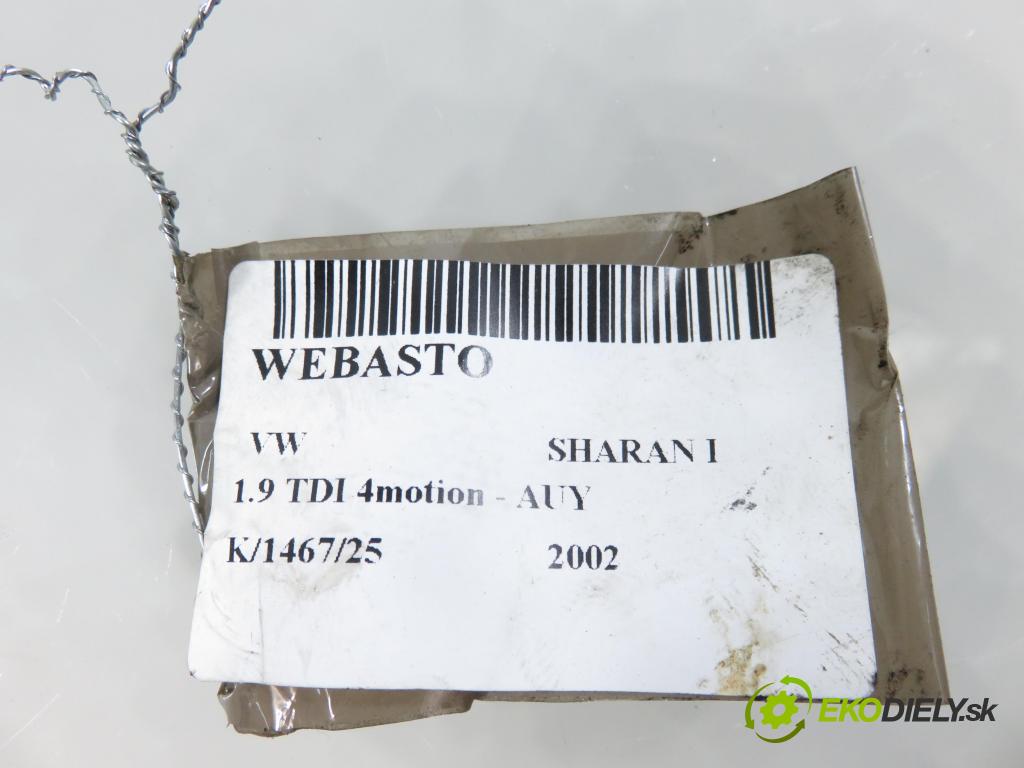 WEBASTO
VW SHARAN I
1.9 TDI 4motion - AUY
K/1467/25 2002
EKODIELY.sk